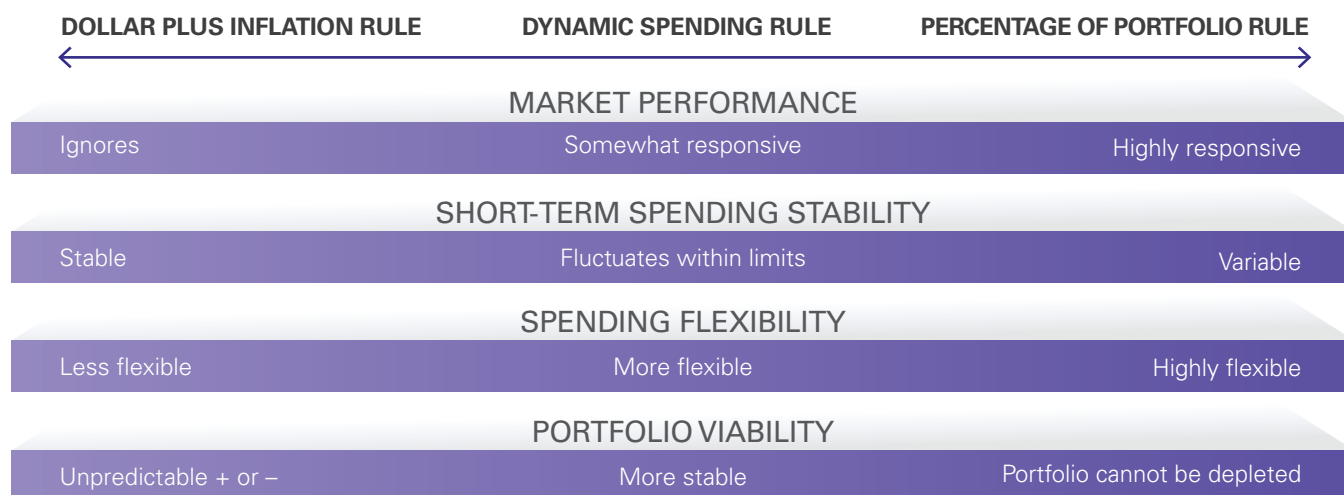 DOLLAR PLUS INFLATION RULE DYNAMIC SPENDING RULE PERCENTAGE OF PORTFOLIO RULE
MARKET PERFORMANCE
Ignores Somewhat responsive Highly responsive
SHORT-TERM SPENDING STABILITY
Stable Fluctuates within limits Variable
SPENDING FLEXIBILITY
Less flexible More flexible Highly flexible
PORTFOLIO VIABILITY
Unpredictable + or – More stable Portfolio cannot be depleted